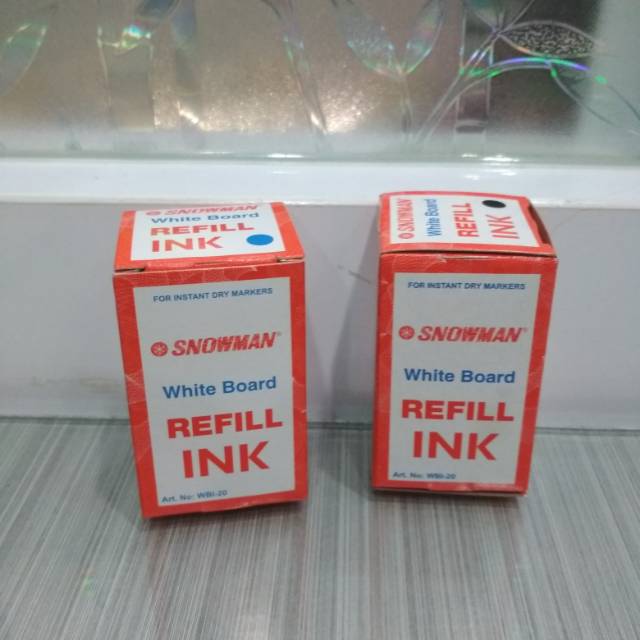 SNOWMAN
White Board
REFILL
INK
FOR INSTANT DRY MARKERS
SNOWMAN®
White Board
REFILL
INK
Art. No: WBI-20
SNOWMAN
White Board
REFILL
INK
FOR INSTANT DRY MARKERS
SNOWMAN®
White Board
REFILL
INK
Art. No: WBI-20